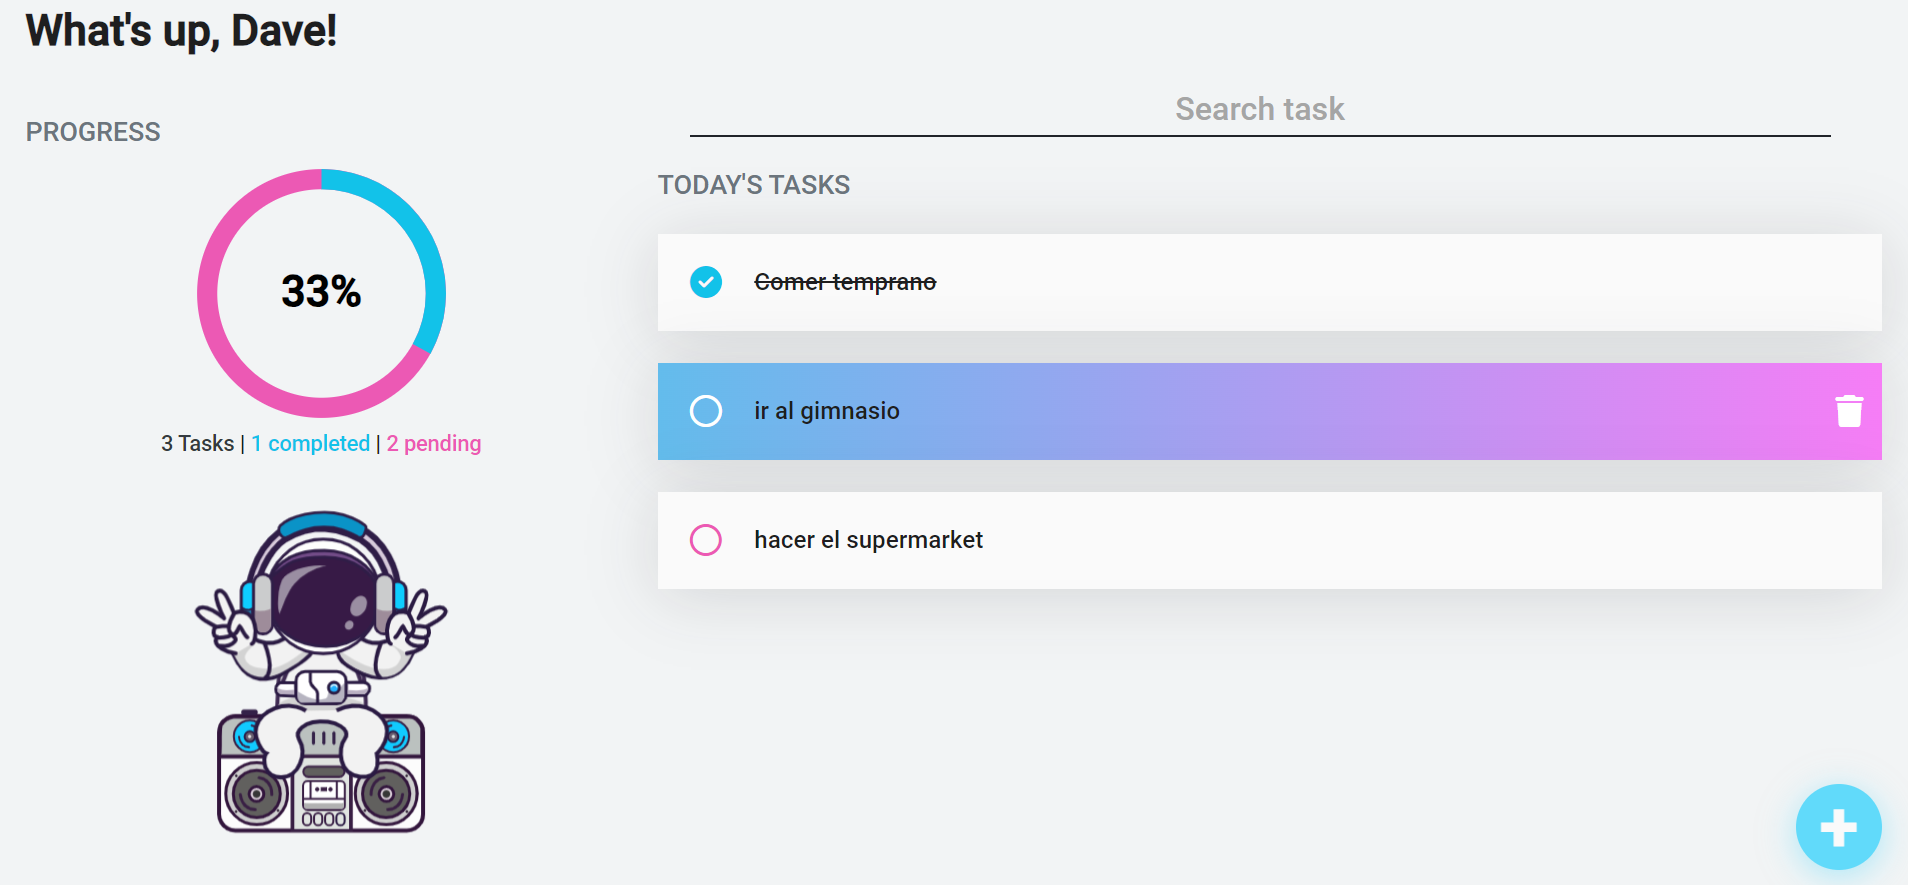 What's up, Dave!
PROGRESS
33%
3 Tasks | 1 completed | 2 pending
Search task
TODAY'S TASKS
Comer temprano
ir al gimnasio
hacer el supermarket